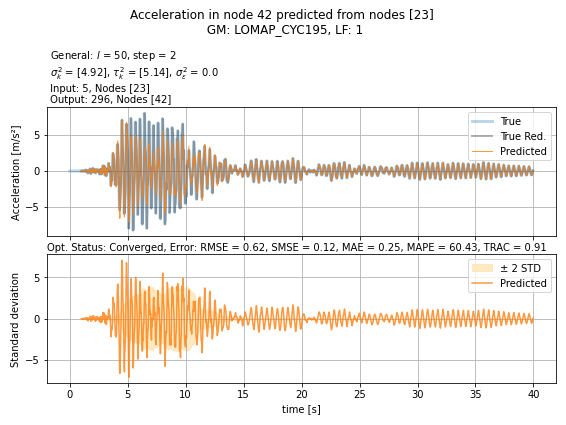 Acceleration in node 42 predicted from nodes [23]
GM: LOMAP_CYC195, LF: 1
General: l = 50, step = 2
σ²ₖ = [4.92], τ²ₖ = [5.14], σ²ε = 0.0
Input: 5, Nodes [23]
Output: 296, Nodes [42]
Acceleration [m/s²]
5
0
−5
True
True Red.
Predicted
Opt. Status: Converged, Error: RMSE = 0.62, SMSE = 0.12, MAE = 0.25, MAPE = 60.43, TRAC = 0.91
Standard deviation
5
0
−5
± 2 STD
Predicted
0 5 10 15 20 25 30 35 40
time [s]